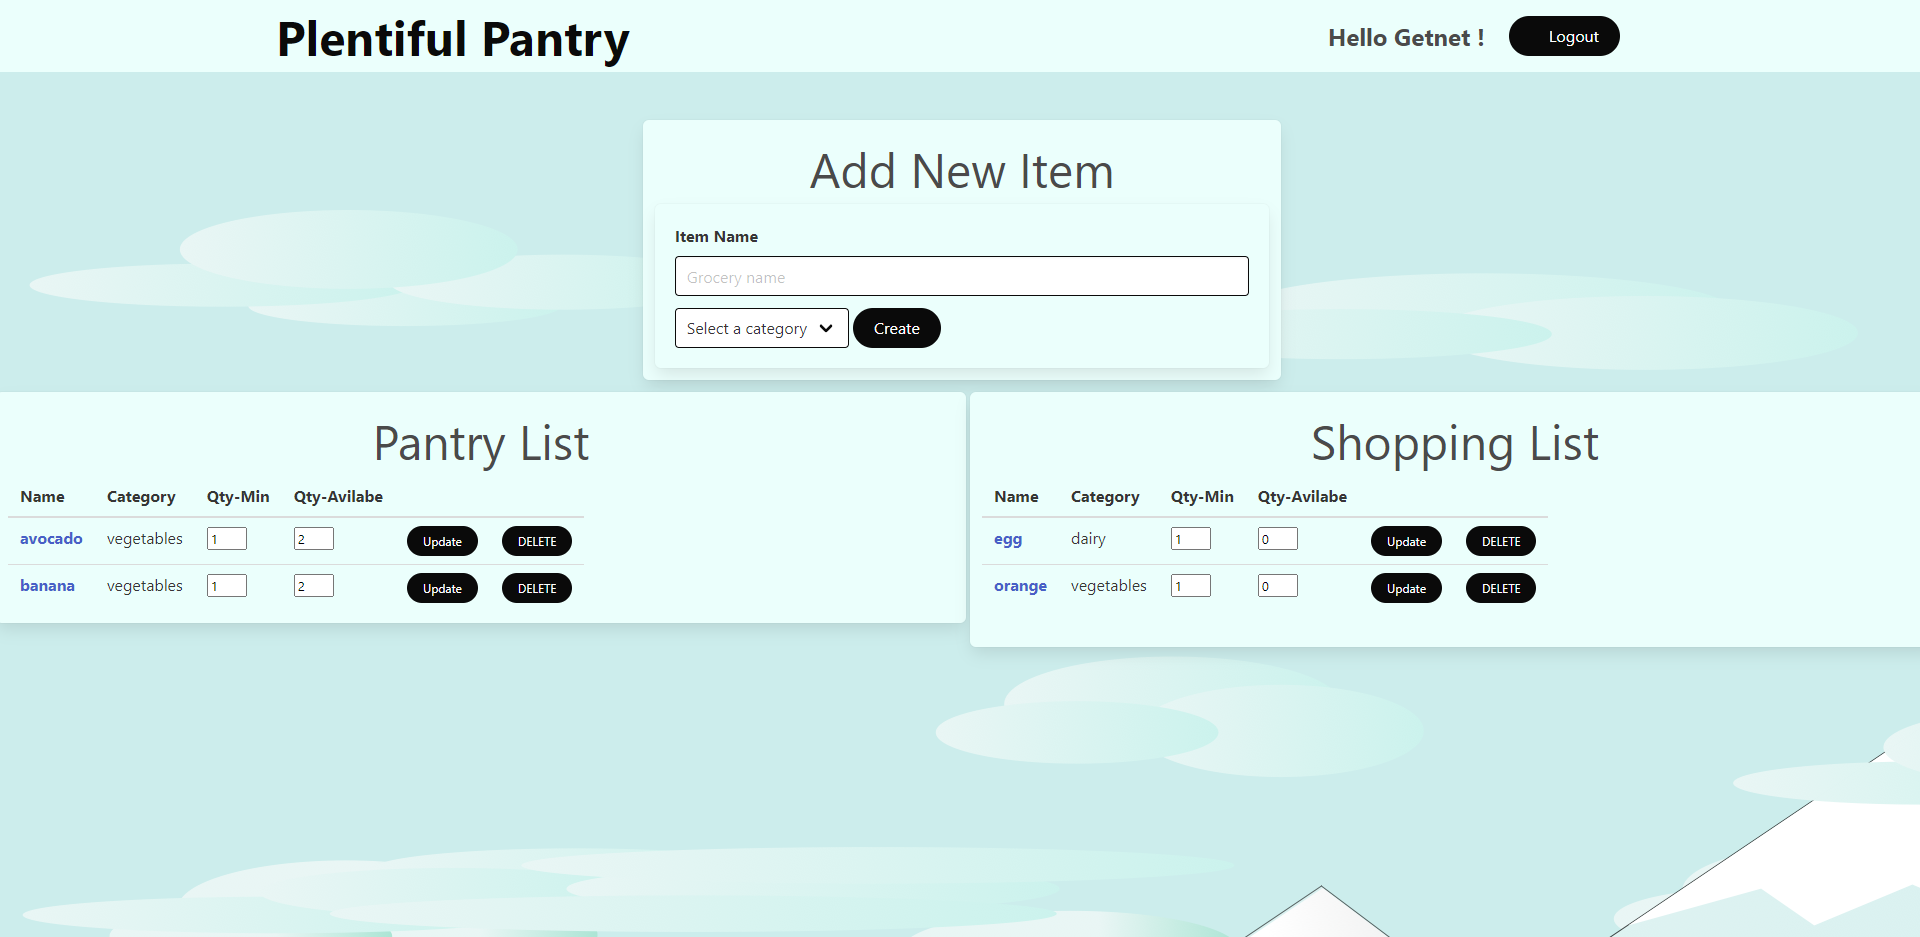 Plentiful Pantry
Hello Getnet !
Logout
Add New Item
Item Name
Grocery name
Select a category
Create
Pantry List
Name Category Qty-Min Qty-Avilabe
avocado vegetables 1 2 Update DELETE
banana vegetables 1 2 Update DELETE
Shopping List
Name Category Qty-Min Qty-Avilabe
egg dairy 1 0 Update DELETE
orange vegetables 1 0 Update DELETE